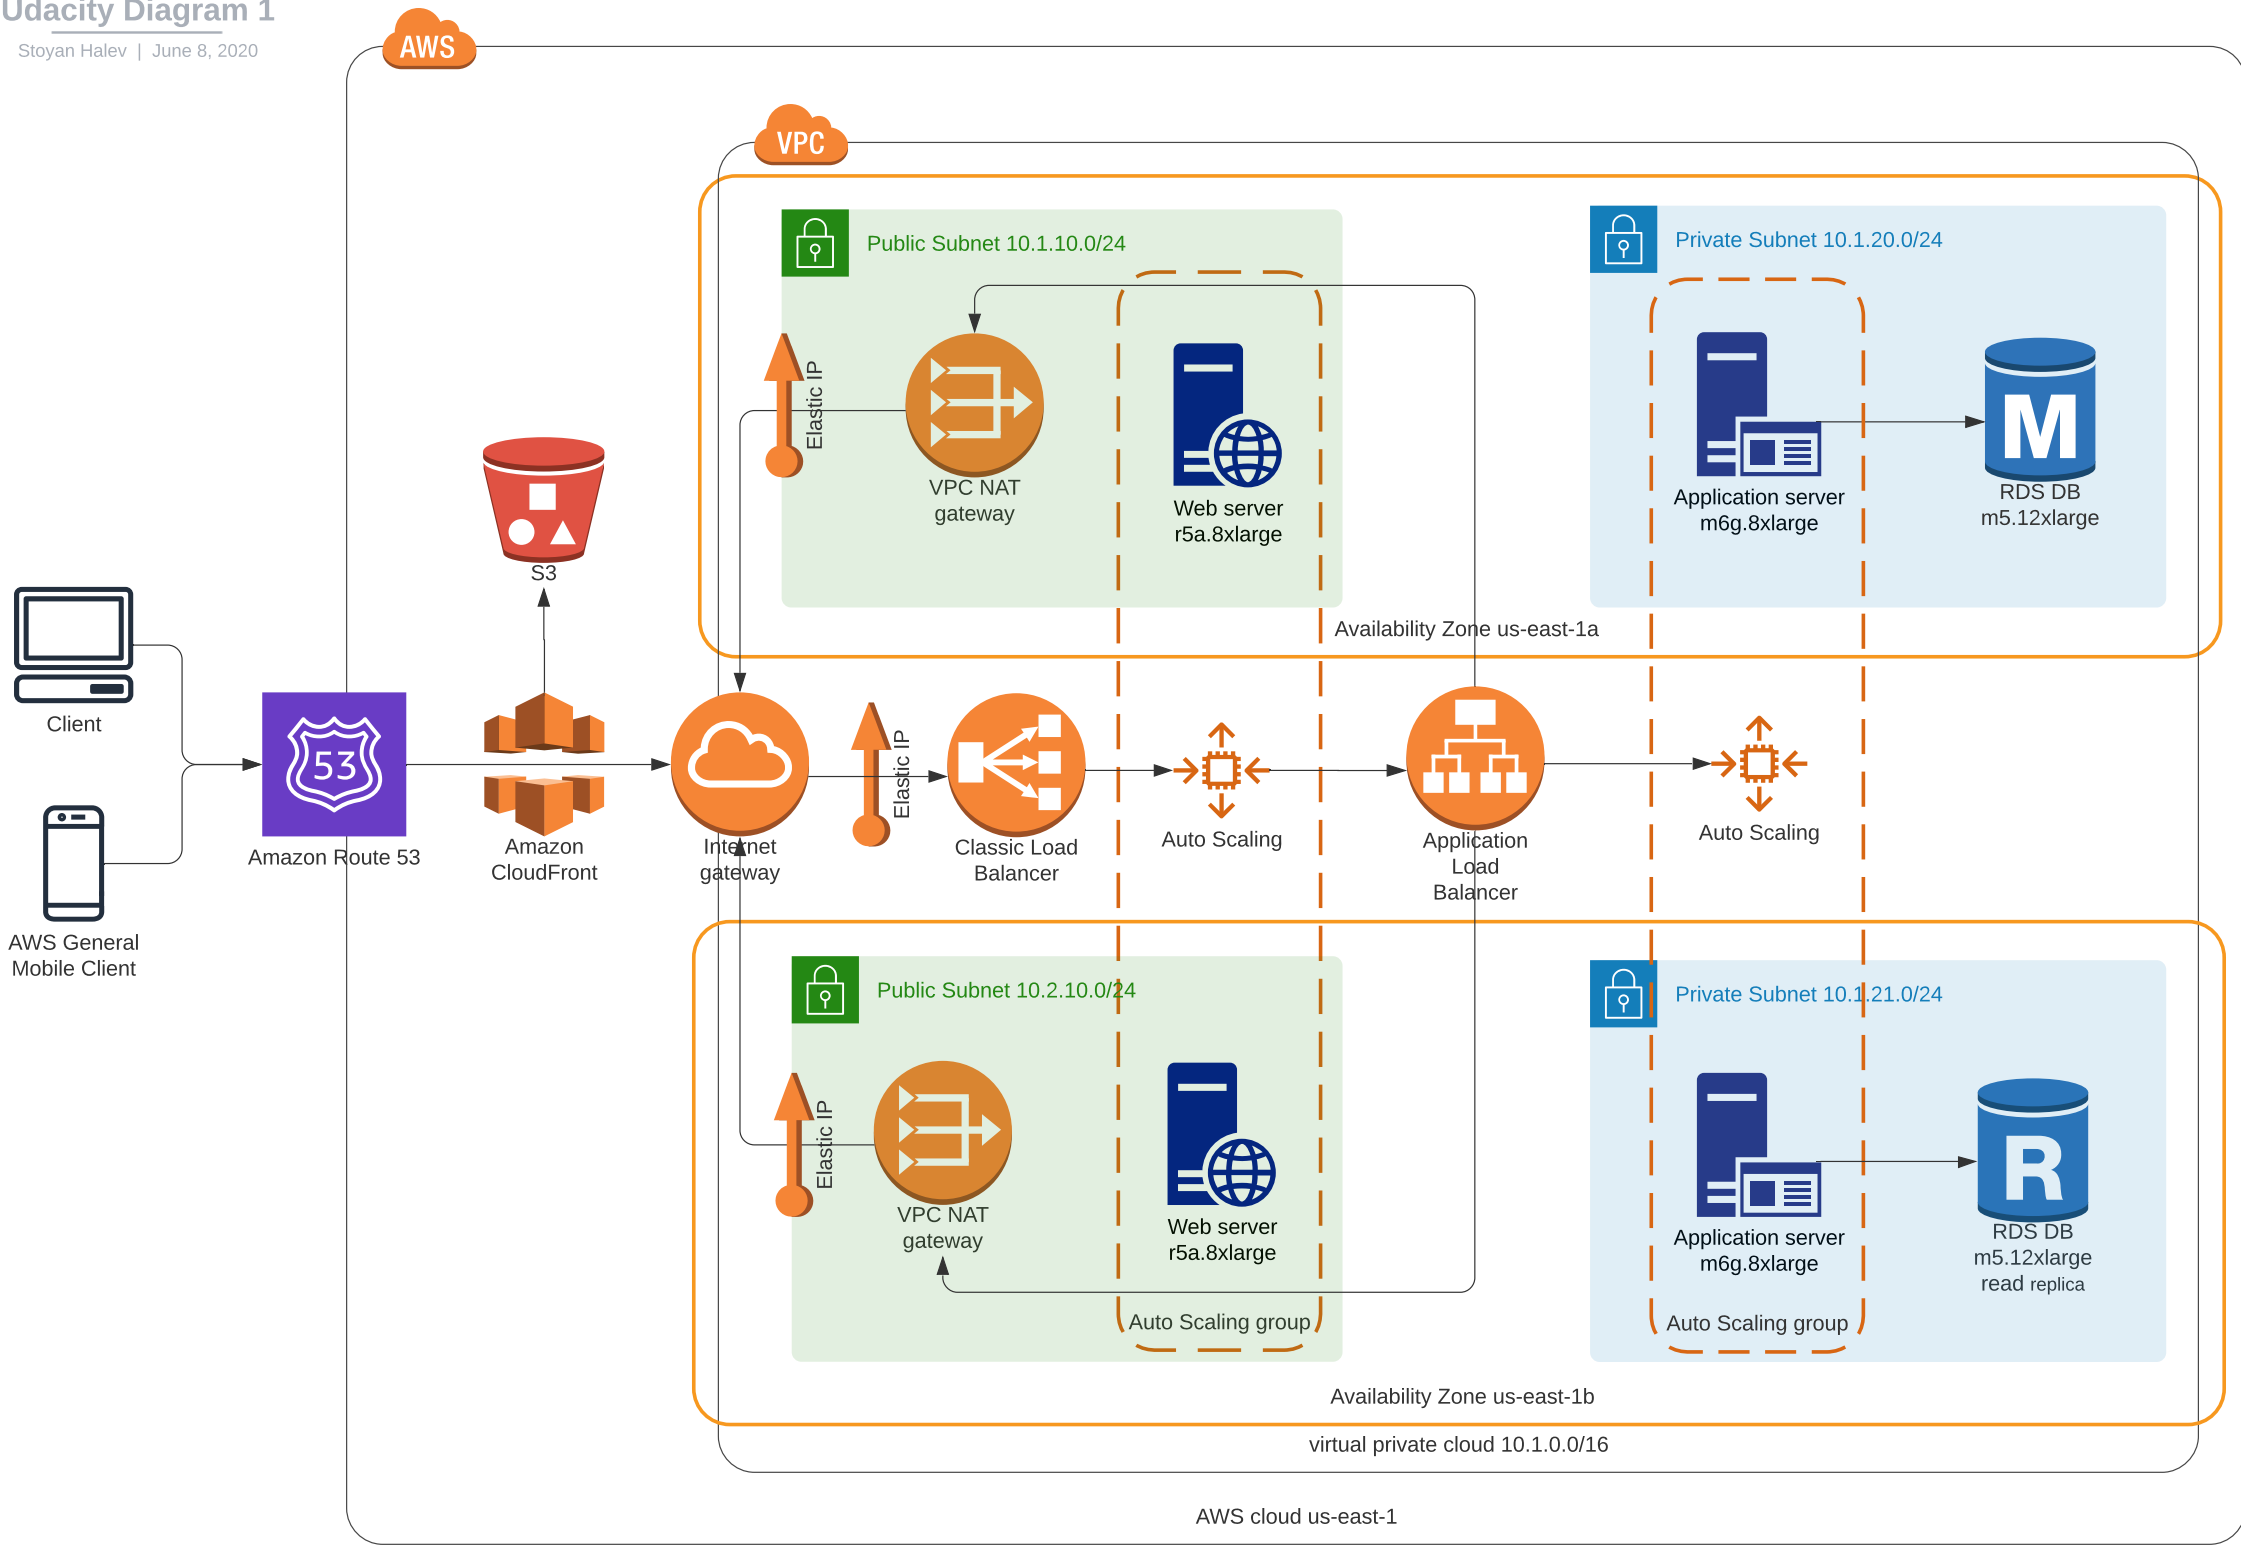 Udacity Diagram 1
Stoyan Halev | June 8, 2020
AWS
VPC
Public Subnet 10.1.10.0/24
Private Subnet 10.1.20.0/24
Elastic IP
VPC NAT
gateway
Web server
r5a.8xlarge
Application server
m6g.8xlarge
M
RDS DB
m5.12xlarge
S3
Availability Zone us-east-1a
Client
53
Amazon Route 53
Amazon
CloudFront
Internet
gateway
Elastic IP
Classic Load
Balancer
Auto Scaling
Application
Load
Balancer
Auto Scaling
AWS General
Mobile Client
Public Subnet 10.2.10.0/24
Private Subnet 10.1.21.0/24
Elastic IP
VPC NAT
gateway
Web server
r5a.8xlarge
Application server
m6g.8xlarge
R
RDS DB
m5.12xlarge
read replica
Auto Scaling group
Auto Scaling group
Availability Zone us-east-1b
virtual private cloud 10.1.0.0/16
AWS cloud us-east-1